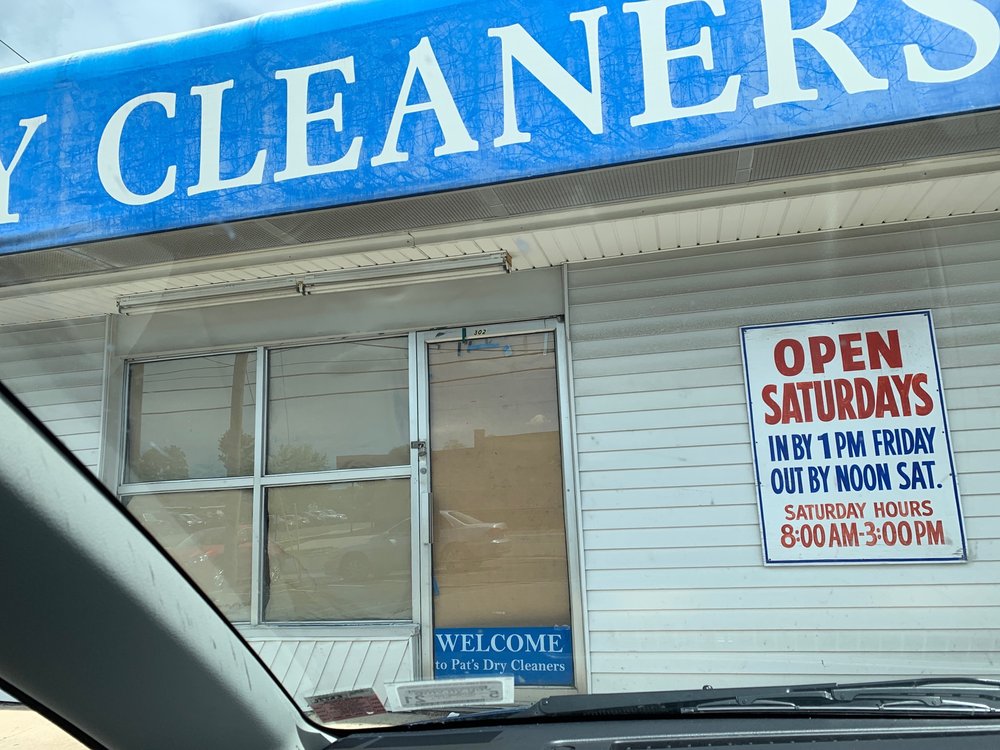 Y CLEANERS
302
OPEN
SATURDAYS
IN BY 1 PM FRIDAY
OUT BY NOON SAT.
SATURDAY HOURS
8:00 AM-3:00 PM
WELCOME
to Pat's Dry Cleaners